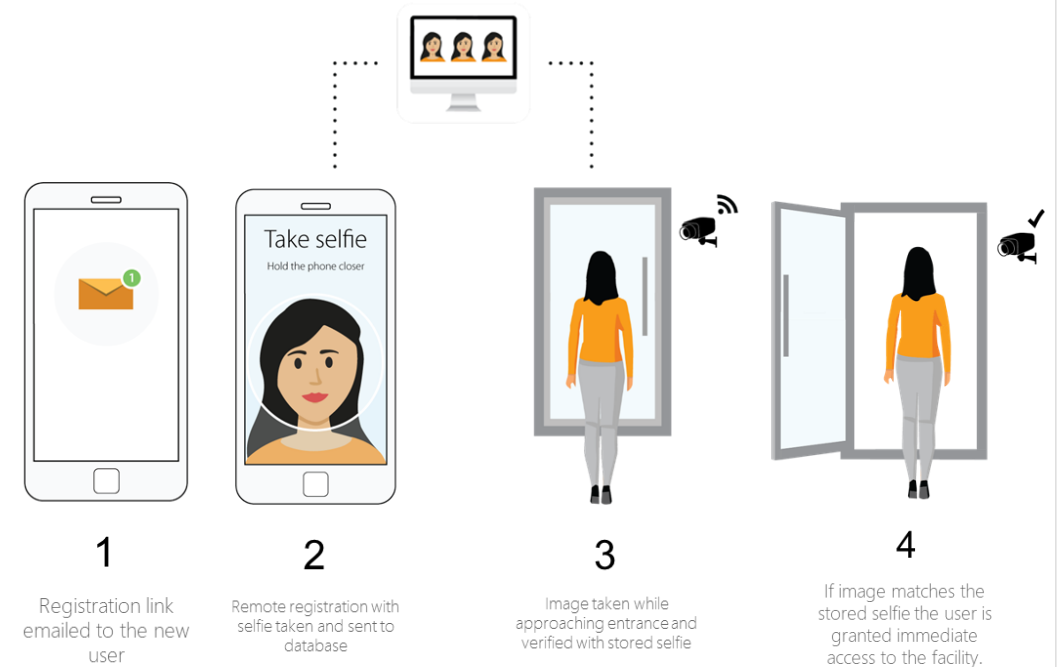 1
Take selfie
Hold the phone closer
1
Registration link
emailed to the new
user
2
Remote registration with
selfie taken and sent to
database
3
Image taken while
approaching entrance and
verified with stored selfie
4
If image matches the
stored selfie the user is
granted immediate
access to the facility.